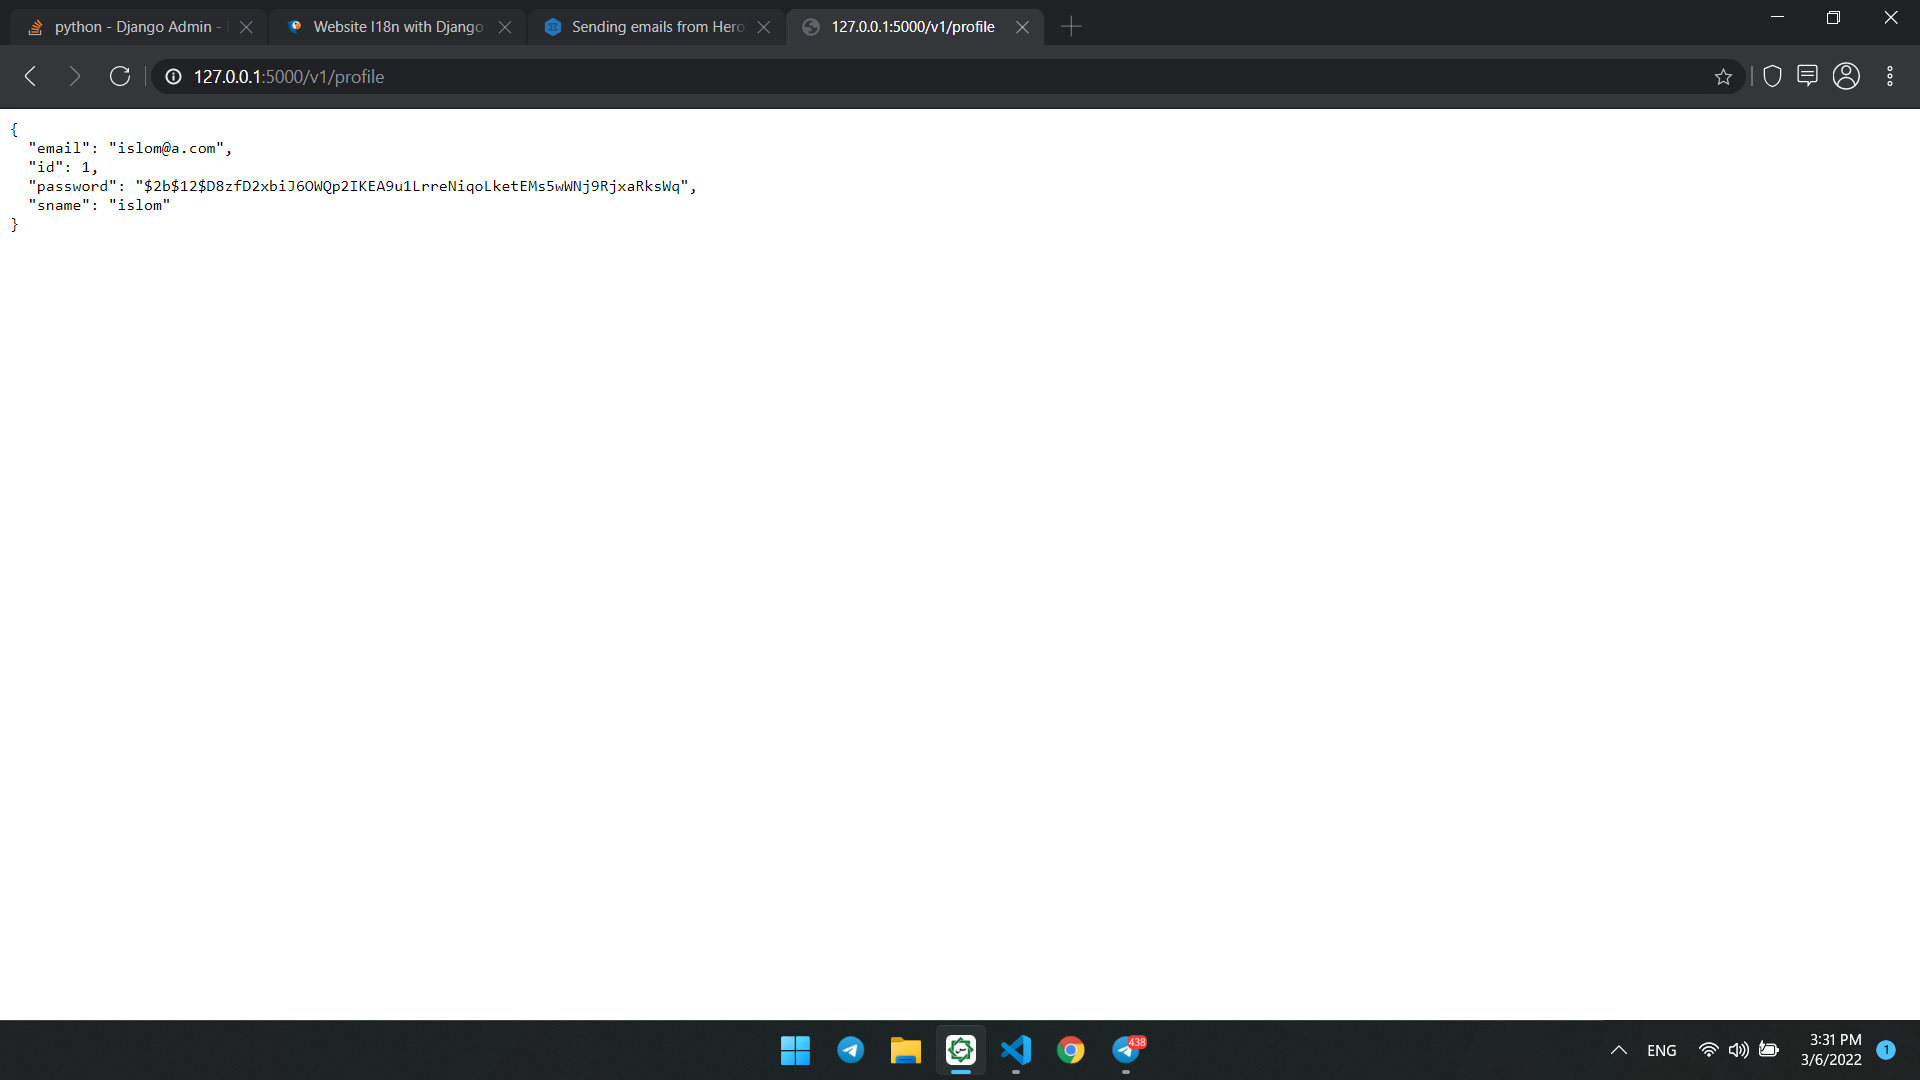 python - Django Admin -
Website I18n with Django
Sending emails from Hero
127.0.0.1:5000/v1/profile
127.0.0.1:5000/v1/profile
{
"email": "islom@a.com",
"id": 1,
"password": "$2b$12$D8zfD2xbiJ6OWQp2IKEA9u1LrreNiqoLketEMs5wWNj9RjxaRksWq",
"sname": "islom"
}
438
ENG
3:31 PM
3/6/2022
1